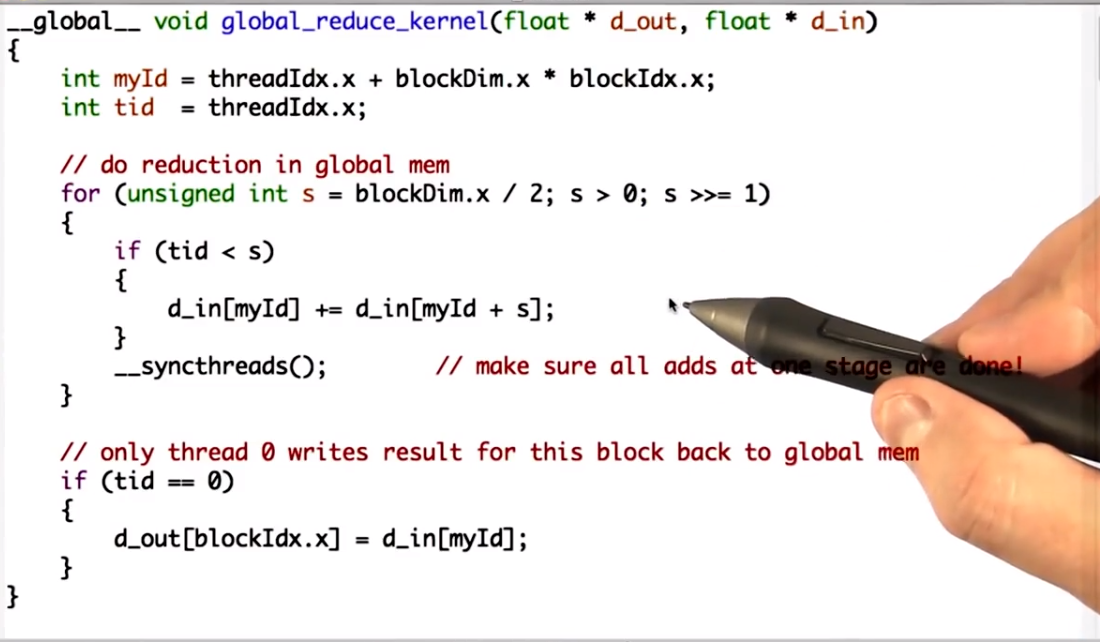 __global__ void global_reduce_kernel(float * d_out, float * d_in)
{
    int myId = threadIdx.x + blockDim.x * blockIdx.x;
    int tid  = threadIdx.x;

    // do reduction in global mem
    for (unsigned int s = blockDim.x / 2; s > 0; s >>= 1)
    {
        if (tid < s)
        {
            d_in[myId] += d_in[myId + s];
        }
        __syncthreads();        // make sure all adds at one stage are done!
    }

    // only thread 0 writes result for this block back to global mem
    if (tid == 0)
    {
        d_out[blockIdx.x] = d_in[myId];
    }
}